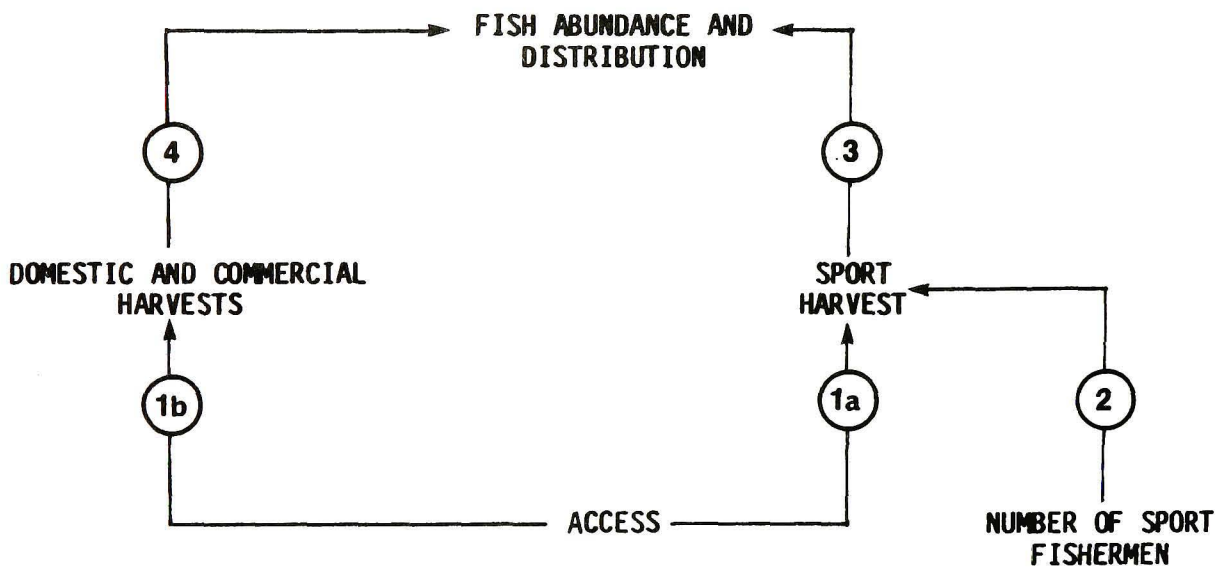 FISH ABUNDANCE AND
DISTRIBUTION
4
3
DOMESTIC AND COMMERCIAL
HARVESTS
SPORT
HARVEST
1b
1a
2
ACCESS
NUMBER OF SPORT
FISHERMEN